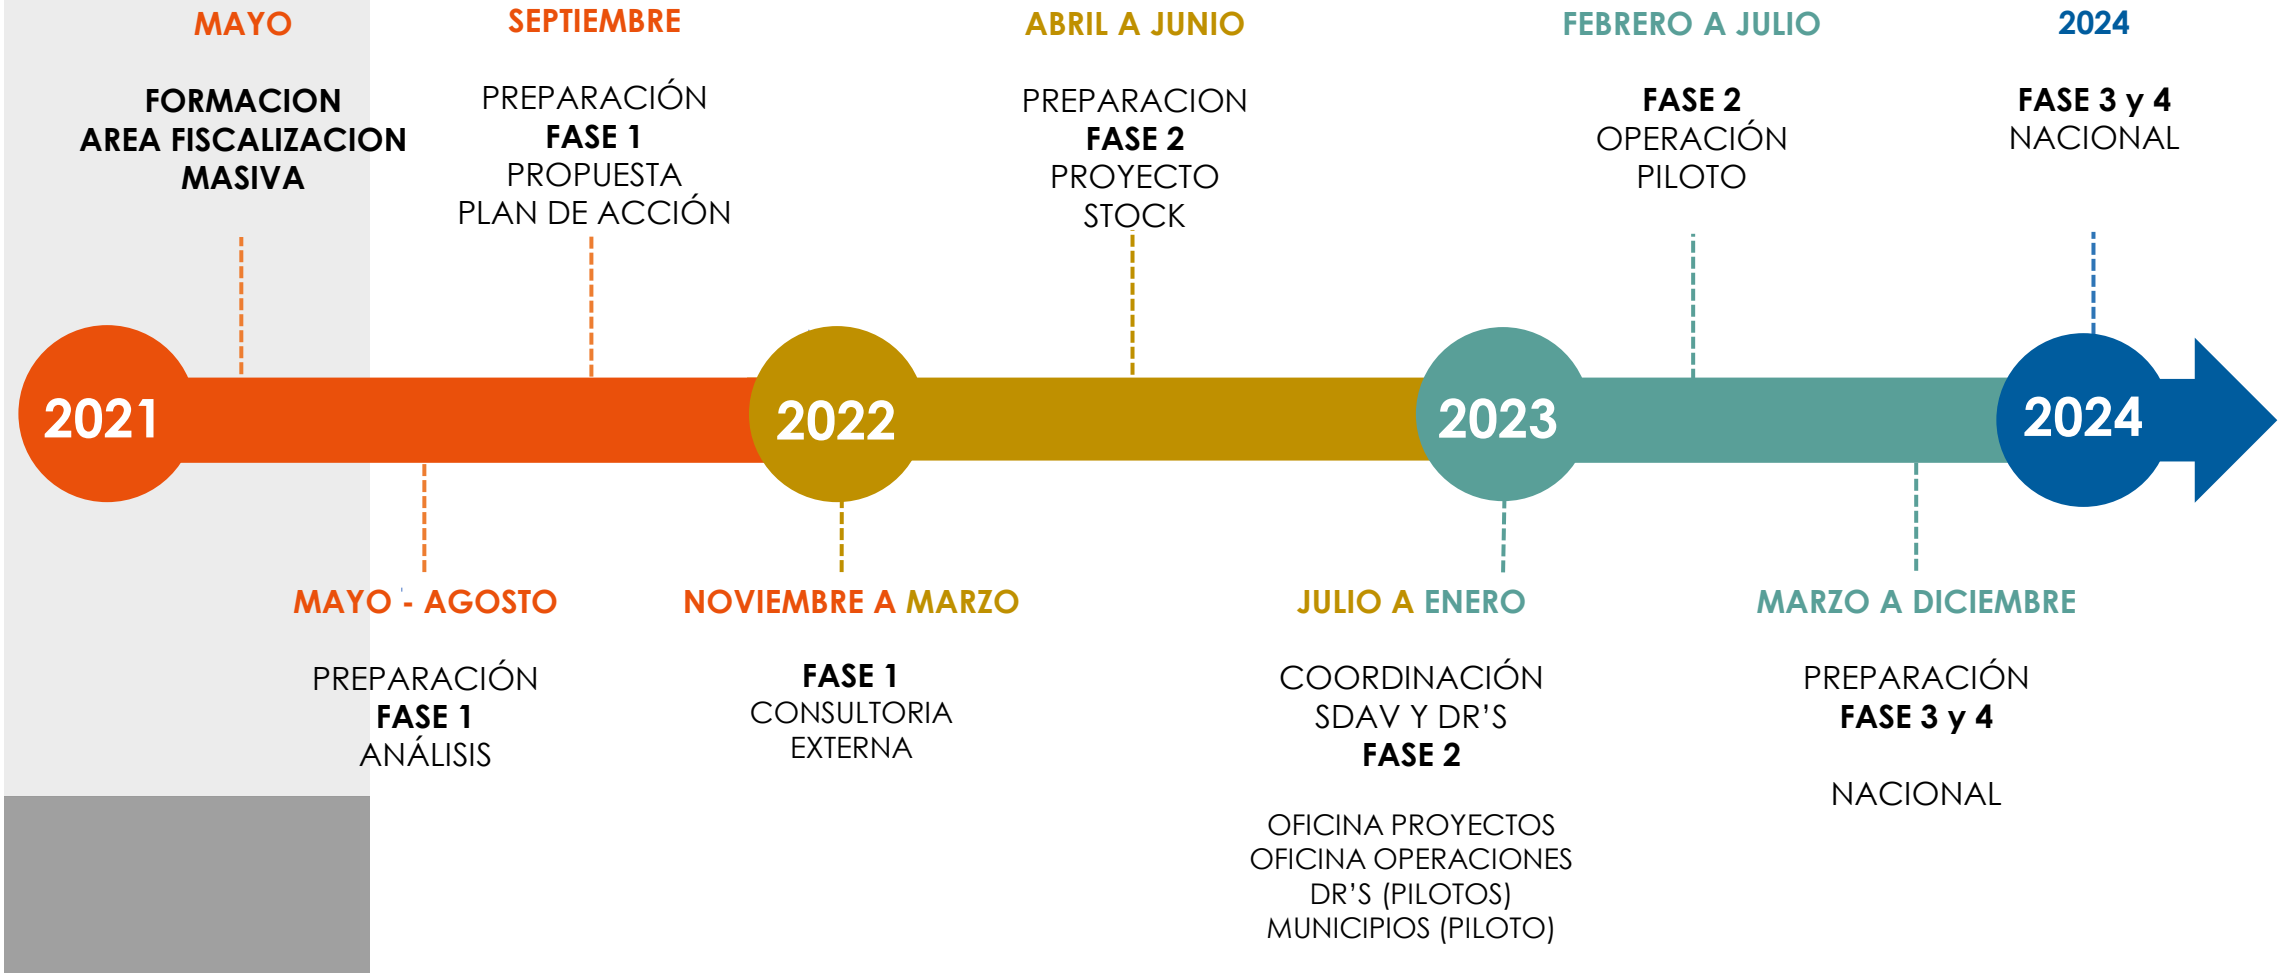 MAYO
FORMACION
AREA FISCALIZACION
MASIVA
SEPTIEMBRE
PREPARACIÓN
FASE 1
PROPUESTA
PLAN DE ACCIÓN
ABRIL A JUNIO
PREPARACION
FASE 2
PROYECTO
STOCK
FEBRERO A JULIO
FASE 2
OPERACIÓN
PILOTO
2024
FASE 3 y 4
NACIONAL
2021
2022
2023
2024
MAYO - AGOSTO
PREPARACIÓN
FASE 1
ANÁLISIS
NOVIEMBRE A MARZO
FASE 1
CONSULTORIA
EXTERNA
JULIO A ENERO
COORDINACIÓN
SDAV Y DR’S
FASE 2
OFICINA PROYECTOS
OFICINA OPERACIONES
DR’S (PILOTOS)
MUNICIPIOS (PILOTO)
MARZO A DICIEMBRE
PREPARACIÓN
FASE 3 y 4
NACIONAL